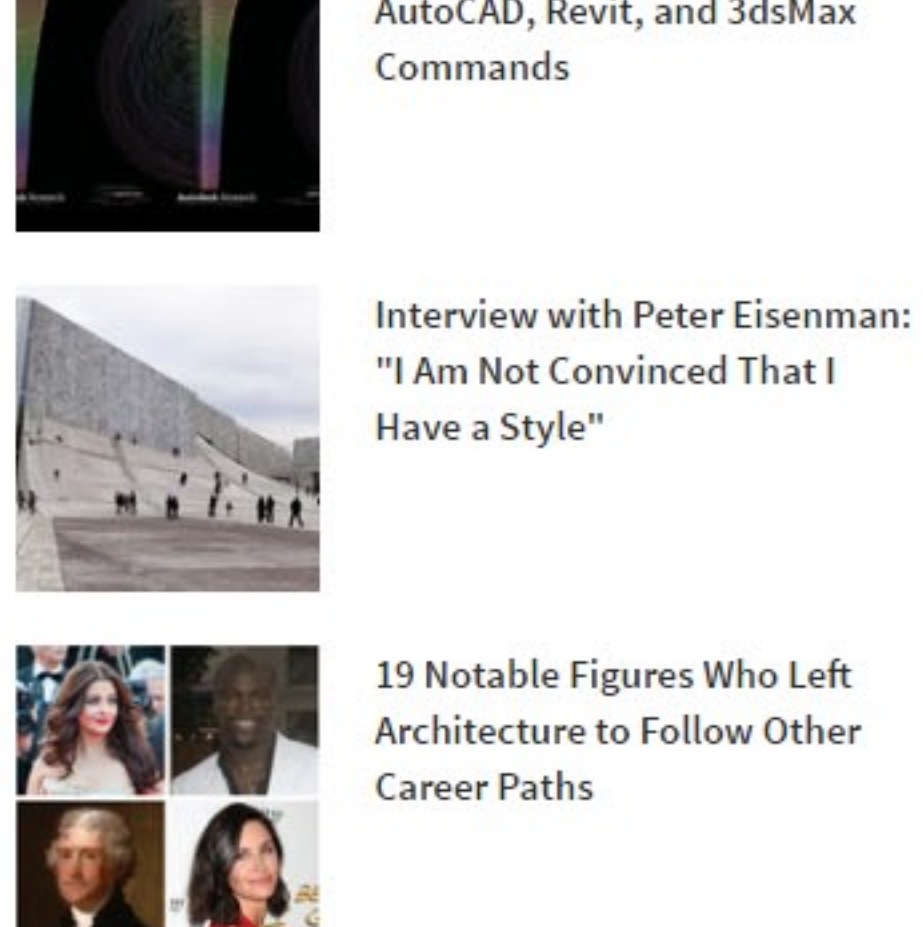 AutoCAD, Revit, and 3dsMax
Commands
Interview with Peter Eisenman:
"I Am Not Convinced That I
Have a Style"
19 Notable Figures Who Left
Architecture to Follow Other
Career Paths